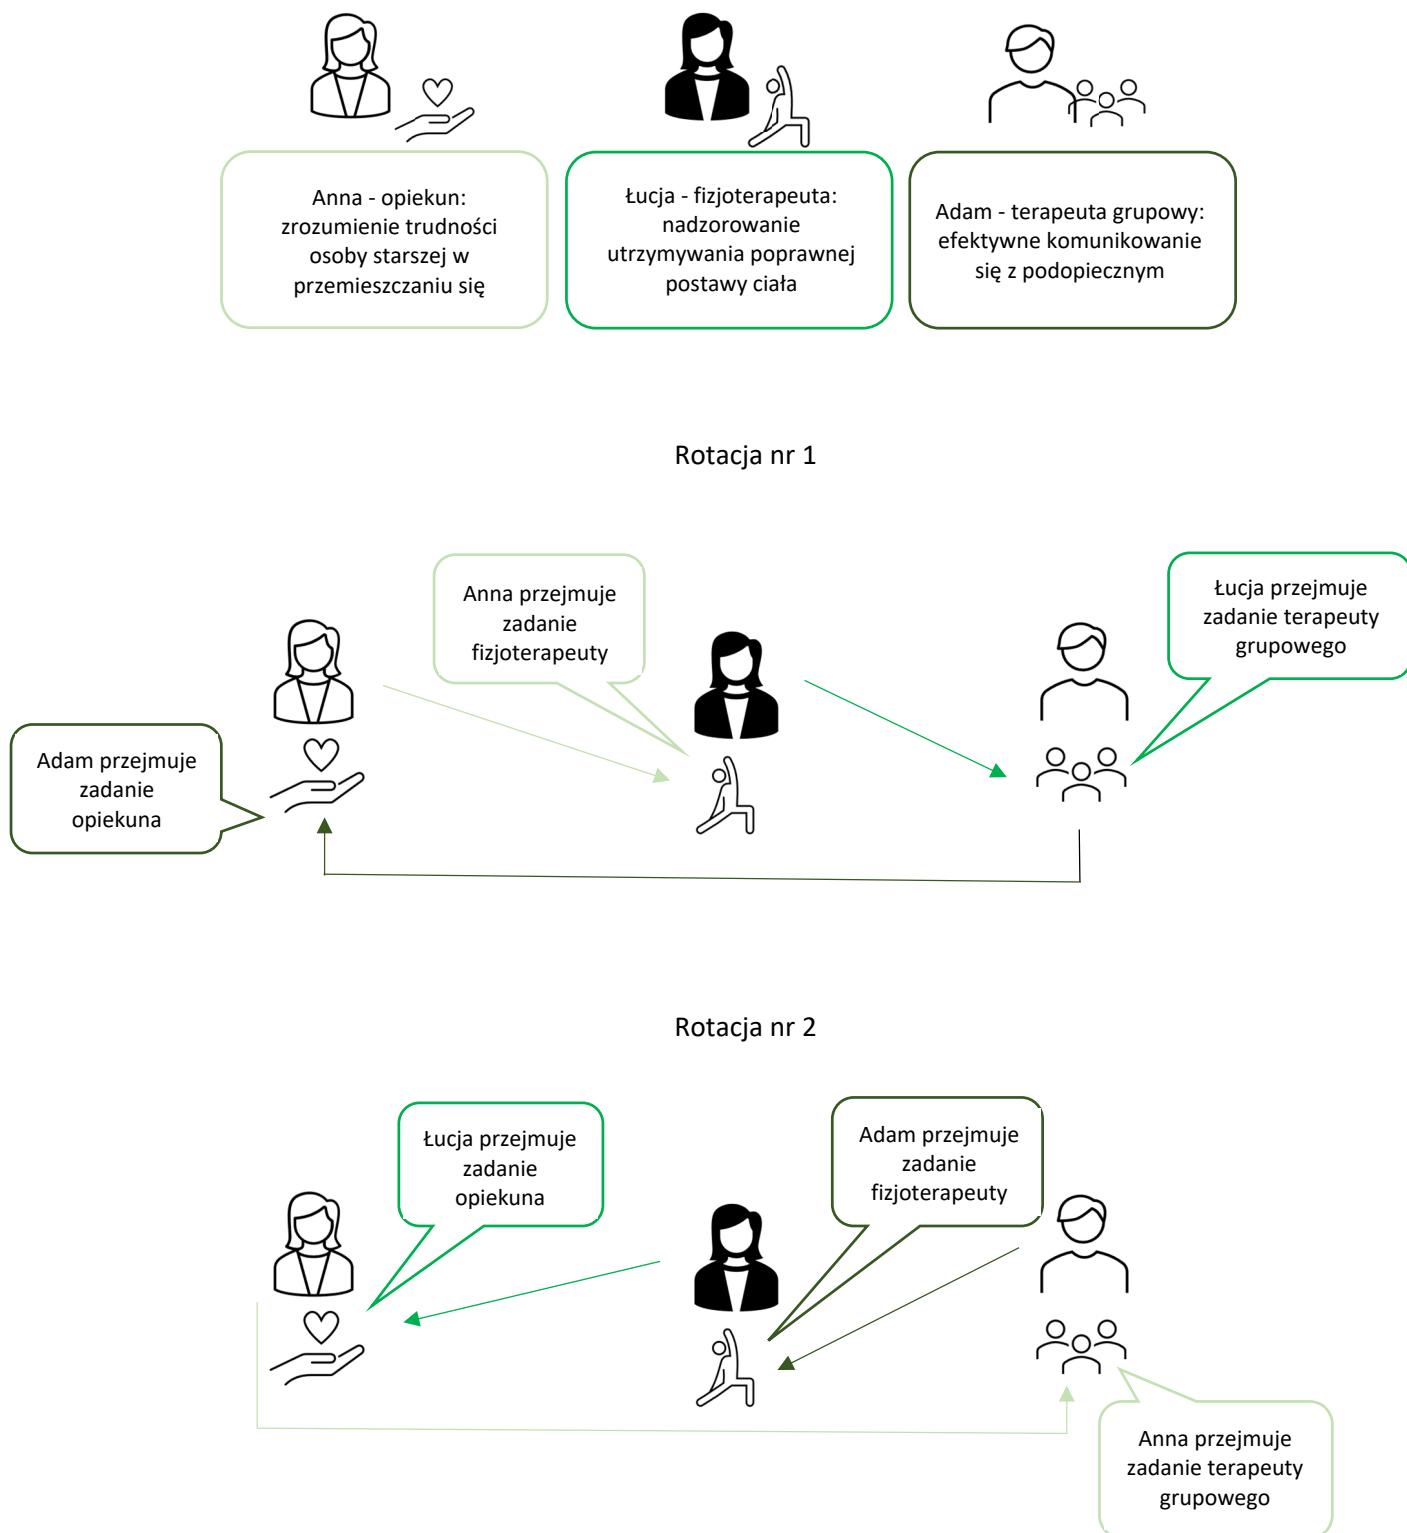 Anna - opiekun:
zrozumienie trudności
osoby starszej w
przemieszczaniu się
Łucja - fizjoterapeuta:
nadzorowanie
utrzymywania poprawnej
postawy ciała
Adam - terapeuta grupowy:
efektywne komunikowanie
się z podopiecznym
Rotacja nr 1
Anna przejmuje
zadanie
fizjoterapeuty
Łucja przejmuje
zadanie terapeuty
grupowego
Adam przejmuje
zadanie
opiekuna
Rotacja nr 2
Łucja przejmuje
zadanie
opiekuna
Adam przejmuje
zadanie
fizjoterapeuty
Anna przejmuje
zadanie terapeuty
grupowego